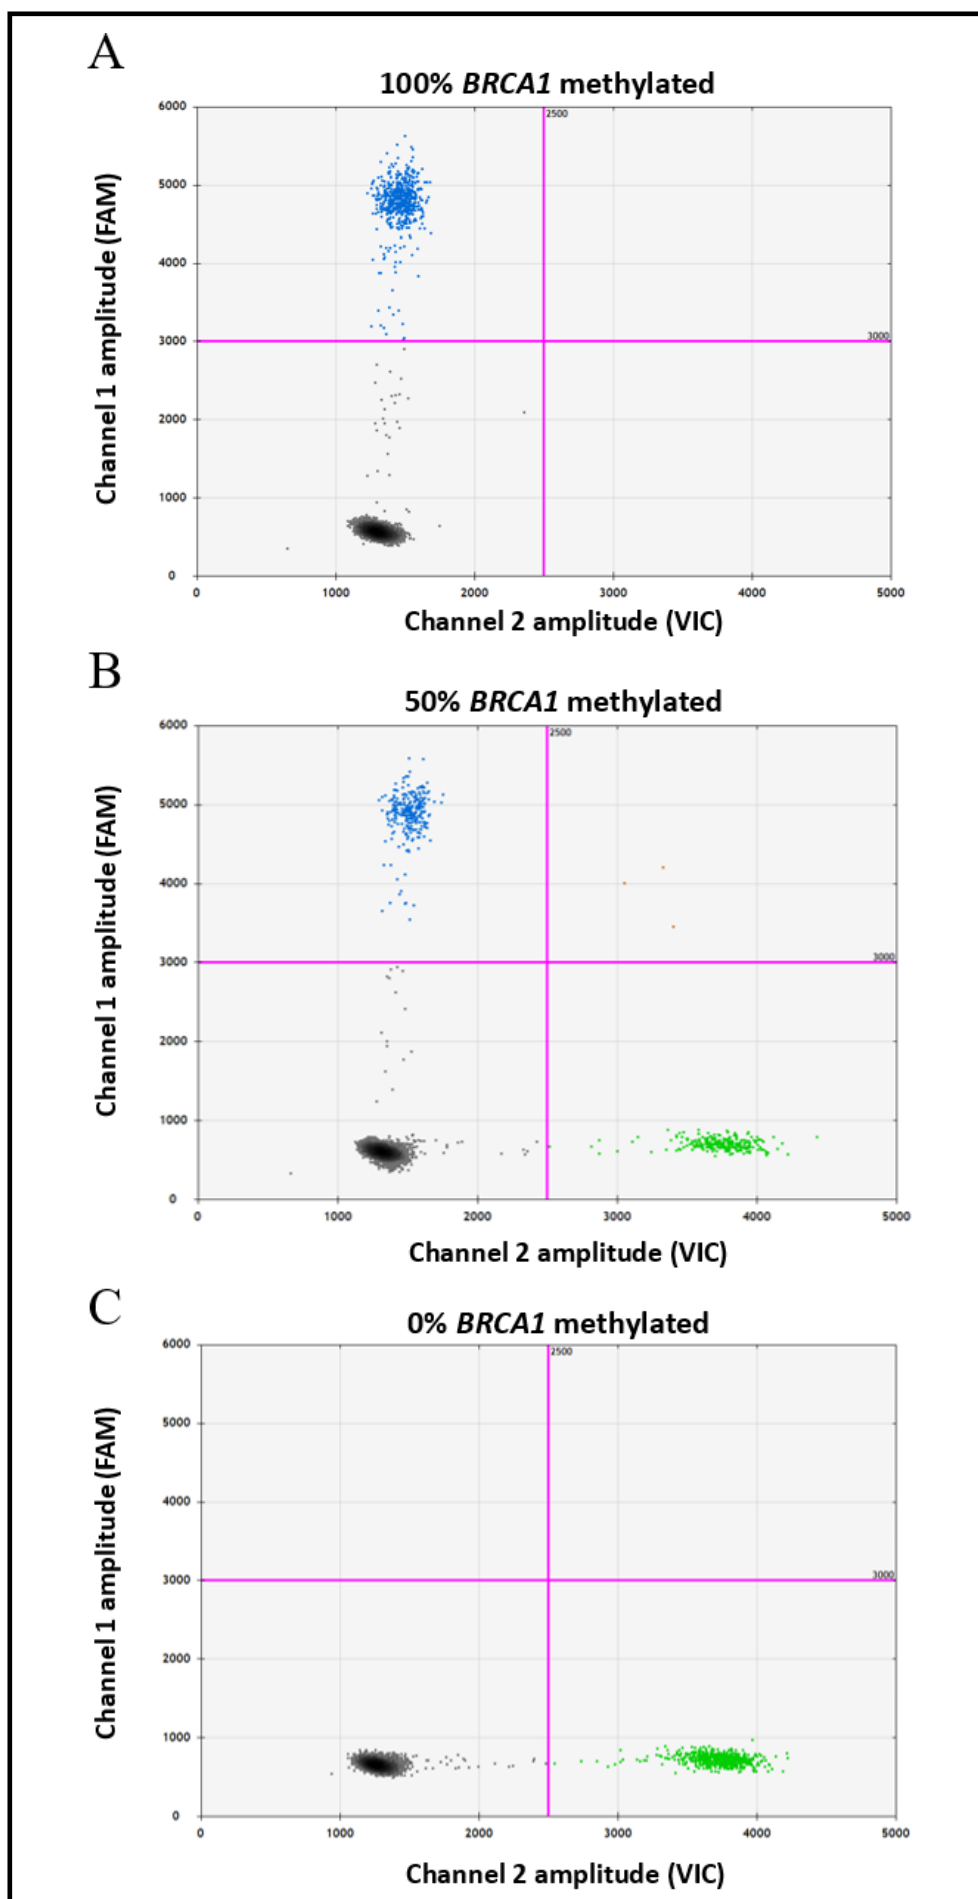 A
100% BRCA1 methylated
6000
2500
5000
4000
3000
3000
2000
1000
0
0 1000 2000 3000 4000 5000
Channel 1 amplitude (FAM)
Channel 2 amplitude (VIC)
B
50% BRCA1 methylated
6000
2500
5000
4000
3000
3000
2000
1000
0
0 1000 2000 3000 4000 5000
Channel 1 amplitude (FAM)
Channel 2 amplitude (VIC)
C
0% BRCA1 methylated
6000
2500
5000
4000
3000
3000
2000
1000
0
0 1000 2000 3000 4000 5000
Channel 1 amplitude (FAM)
Channel 2 amplitude (VIC)